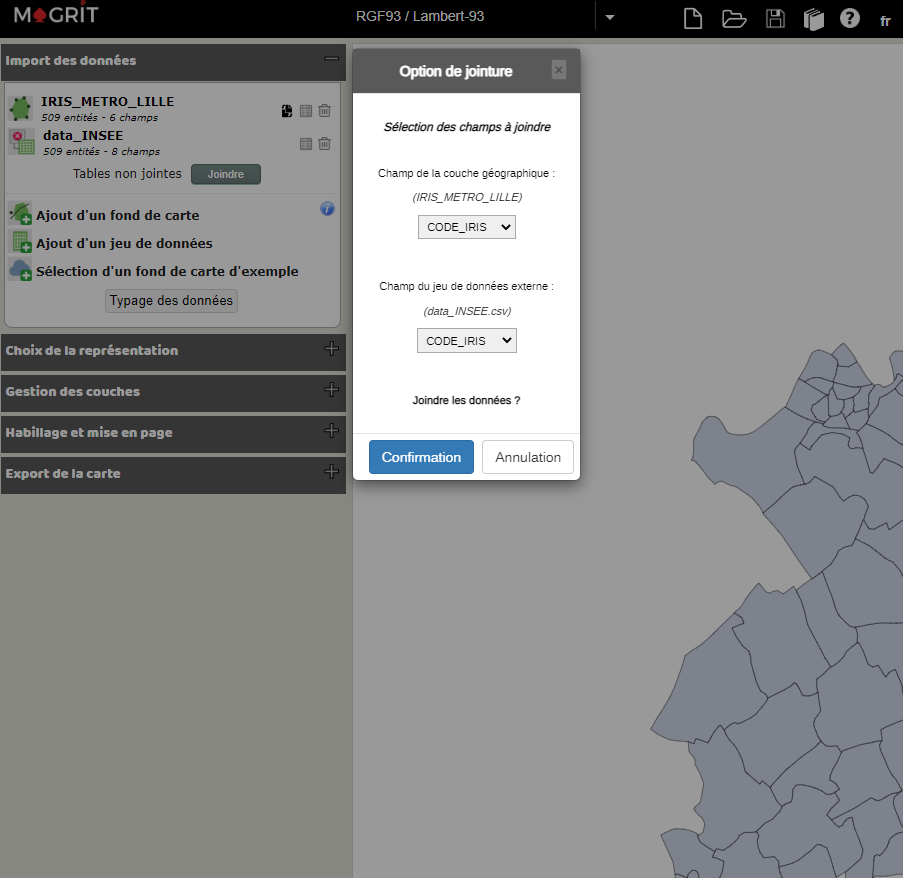 MAGRIT
RGF93 / Lambert-93
fr
Import des données
IRIS_METRO_LILLE
509 entités - 6 champs
data_INSEE
509 entités - 8 champs
Tables non jointes
Joindre
Ajout d'un fond de carte
Ajout d'un jeu de données
Sélection d'un fond de carte d'exemple
Typage des données
Choix de la représentation
Gestion des couches
Habillage et mise en page
Export de la carte
Option de jointure
×
Sélection des champs à joindre
Champ de la couche géographique :
(IRIS_METRO_LILLE)
CODE_IRIS
Champ du jeu de données externe :
(data_INSEE.csv)
CODE_IRIS
Joindre les données ?
Confirmation
Annulation